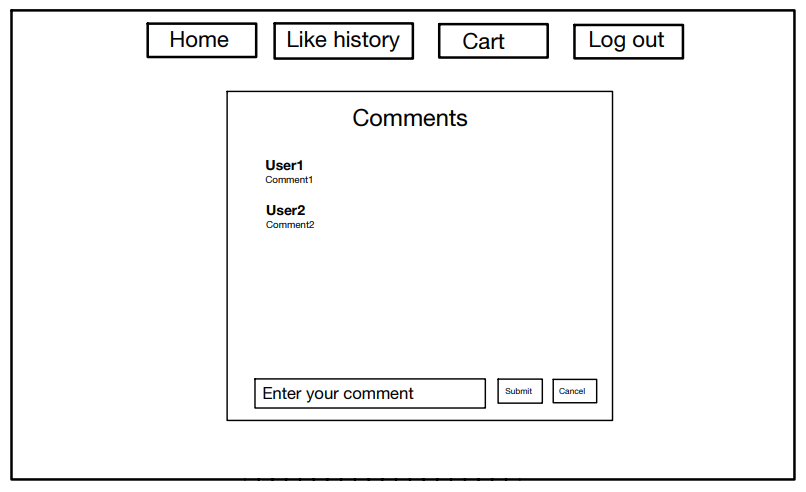 Home Like history Cart Log out
Comments
User1
Comment1
User2
Comment2
Enter your comment Submit Cancel